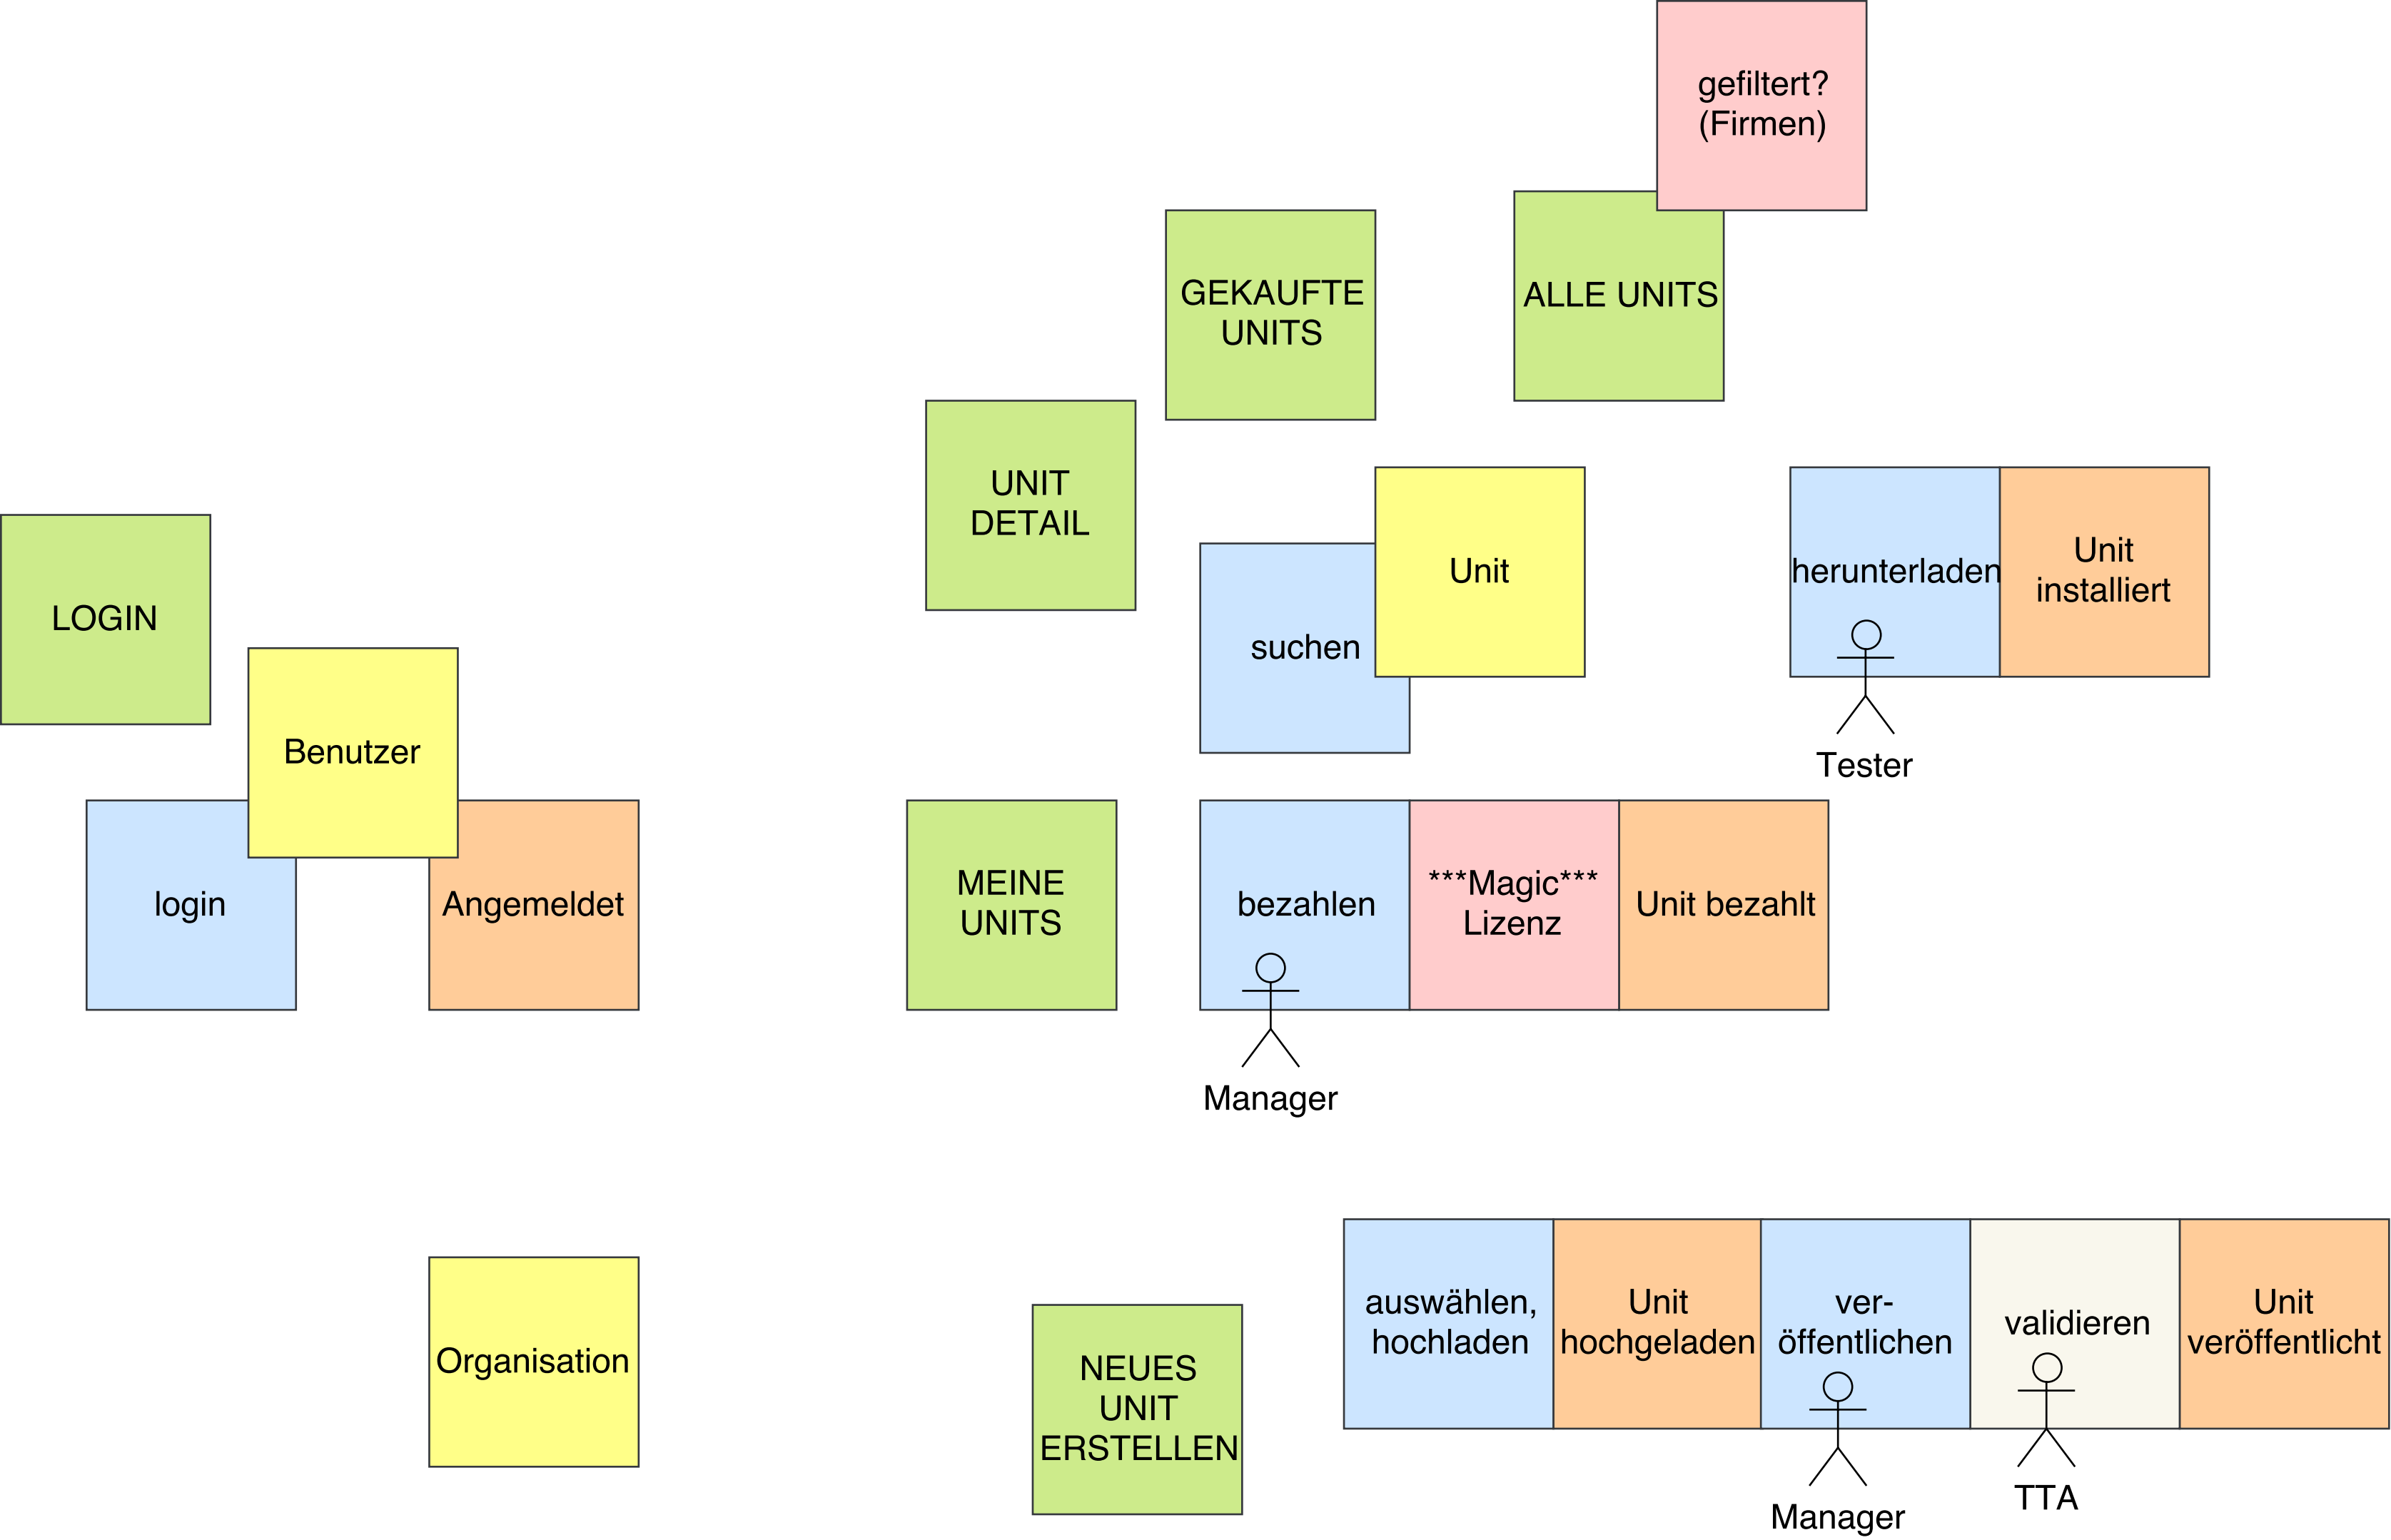 gefiltert?
(Firmen)
GEKAUFTE
UNITS
ALLE UNITS
UNIT
DETAIL
Unit
herunterladen
Unit
installiert
LOGIN
suchen
Benutzer
Tester
login
Angemeldet
MEINE
UNITS
bezahlen
***Magic***
Lizenz
Unit bezahlt
Manager
Organisation
NEUES
UNIT
ERSTELLEN
auswählen,
hochladen
Unit
hochgeladen
ver-
öffentlichen
validieren
Unit
veröffentlicht
Manager
TTA